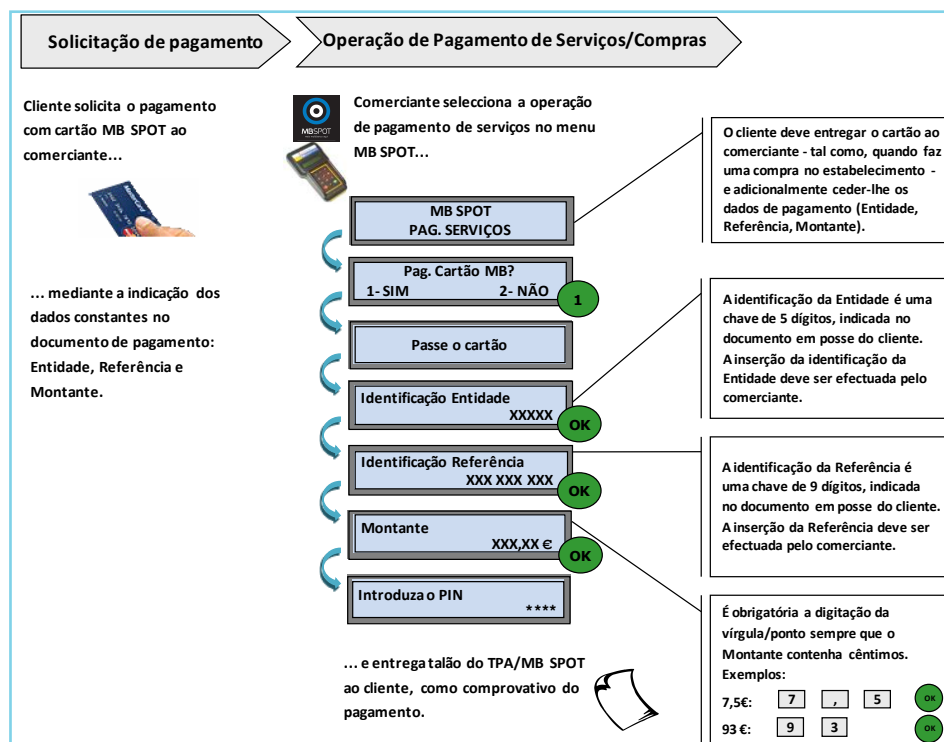 Solicitação de pagamento
Operação de Pagamento de Serviços/Compras
Cliente solicita o pagamento
com cartão MB SPOT ao
comerciante...
MasterCard
... mediante a indicação dos
dados constantes no
documento de pagamento:
Entidade, Referência e
Montante.
MBSPOT
Comerciante selecciona a operação
de pagamento de serviços no menu
MB SPOT...
MB SPOT
PAG. SERVIÇOS
Pag. Cartão MB?
1- SIM 2- NÃO
1
Passe o cartão
Identificação Entidade
XXXXX
OK
Identificação Referência
XXX XXX XXX
OK
Montante
XXX,XX €
OK
Introduza o PIN
****
... e entrega talão do TPA/MB SPOT
ao cliente, como comprovativo do
pagamento.
O cliente deve entregar o cartão ao
comerciante - tal como, quando faz
uma compra no estabelecimento -
e adicionalmente ceder-lhe os
dados de pagamento (Entidade,
Referência, Montante).
A identificação da Entidade é uma
chave de 5 dígitos, indicada no
documento em posse do cliente.
A inserção da identificação da
Entidade deve ser efectuada pelo
comerciante.
A identificação da Referência é
uma chave de 9 dígitos, indicada
no documento em posse do cliente.
A inserção da Referência deve ser
efectuada pelo comerciante.
É obrigatória a digitação da
vírgula/ponto sempre que o
Montante contenha cêntimos.
Exemplos:
7,5€: 7 , 5 OK
93 €: 9 3 OK